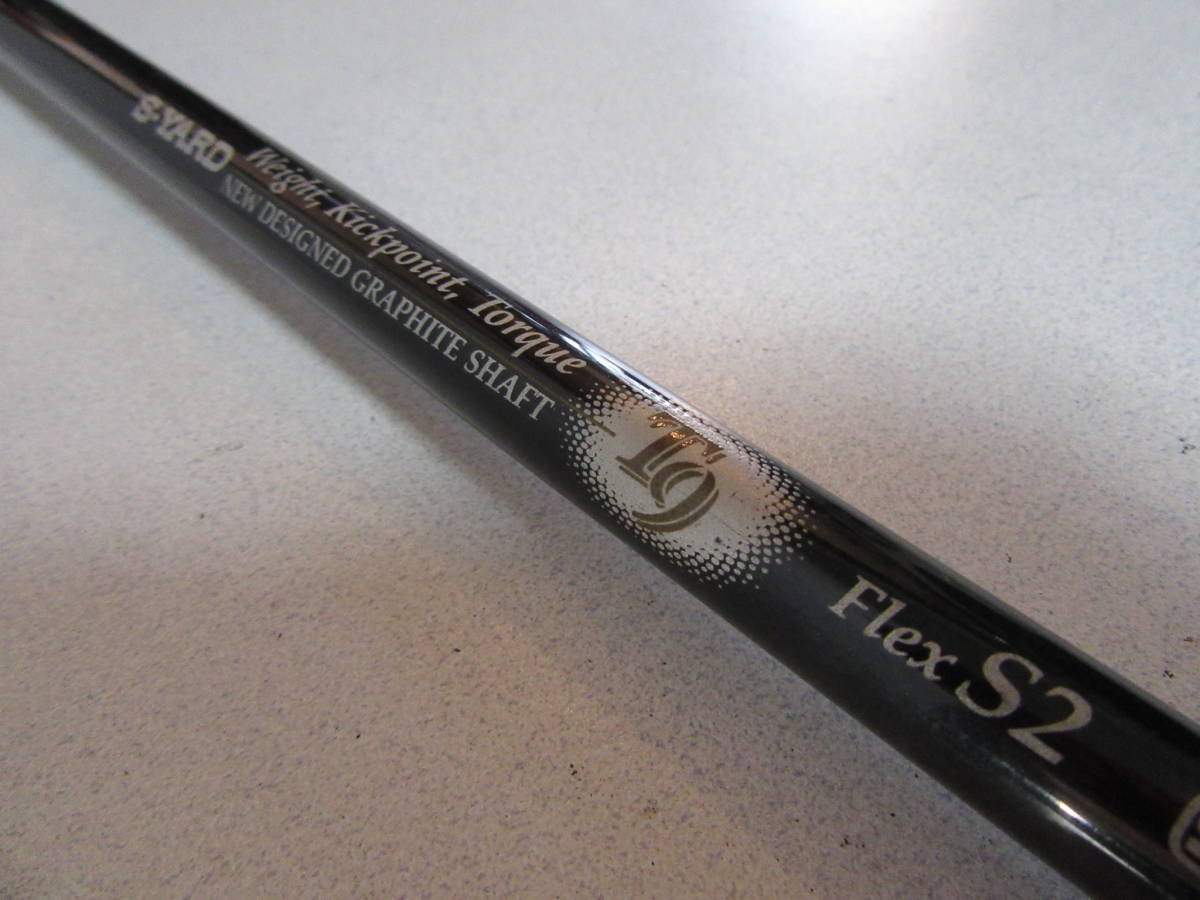 S-YARD
Weight, Kickpoint, Torque
NEW DESIGNED GRAPHITE SHAFT
T9
Flex S2